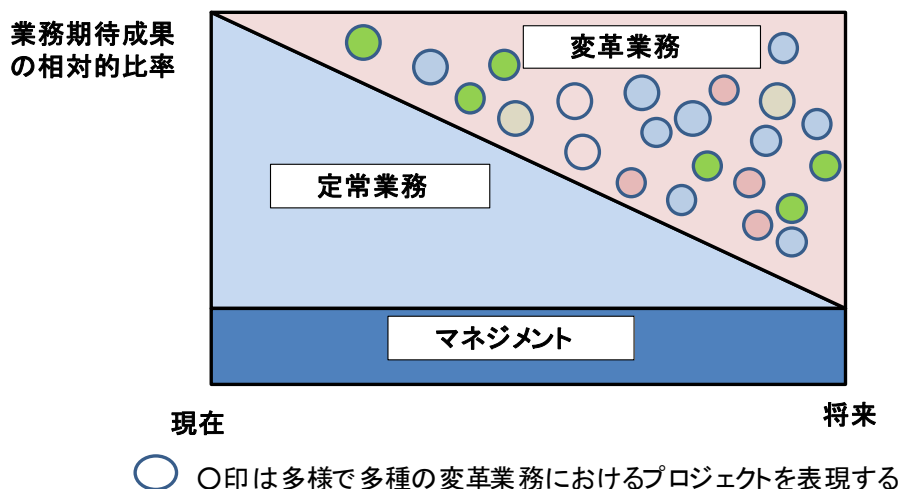 業務期待成果
の相対的比率
変革業務
定常業務
マネジメント
現在
将来
〇印は多様で多種の変革業務におけるプロジェクトを表現する